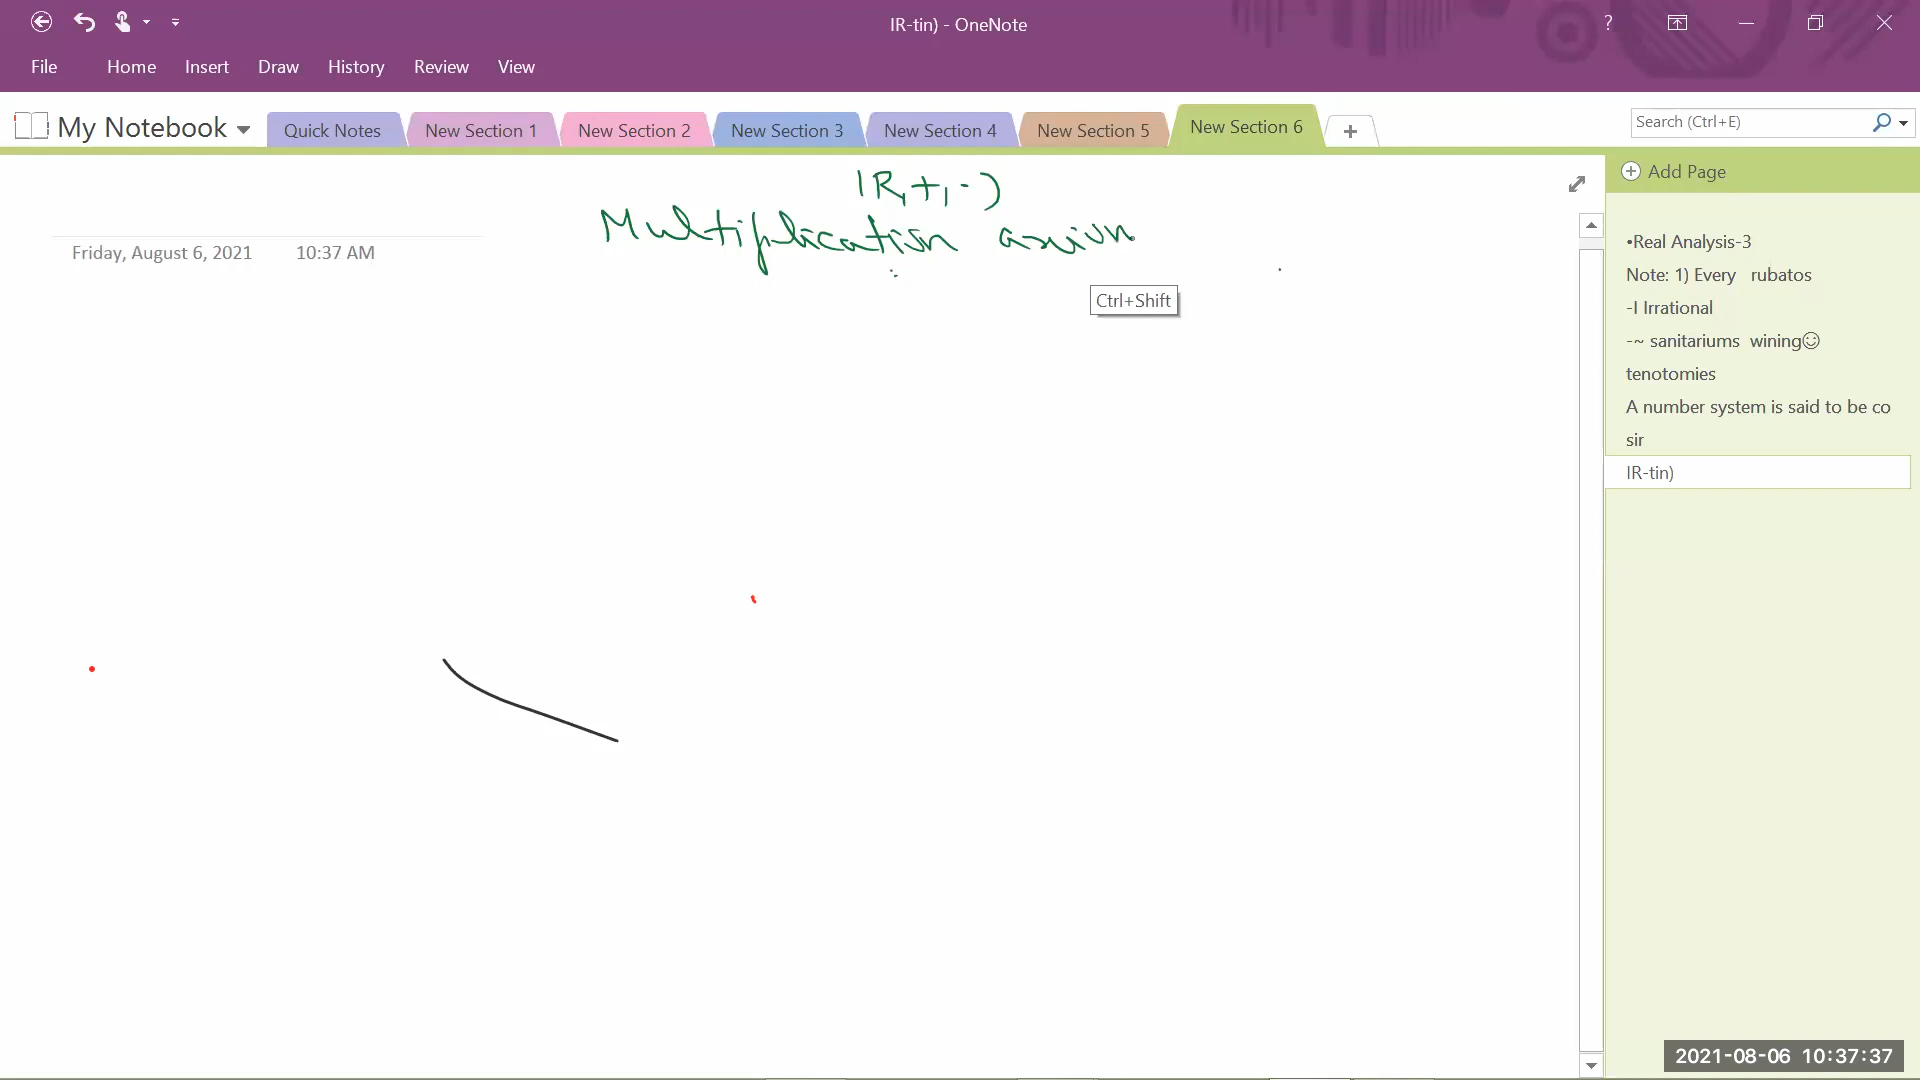 IR-tin) - OneNote
?
File Home Insert Draw History Review View
My Notebook Quick Notes New Section 1 New Section 2 New Section 3 New Section 4 New Section 5 New Section 6 +
Search (Ctrl+E)
Friday, August 6, 2021 10:37 AM
IR,+,·)
Multiplication axiom
Ctrl+Shift
Add Page
•Real Analysis-3
Note: 1) Every rubatos
-I Irrational
-~ sanitariums wining☺
tenotomies
A number system is said to be co
sir
IR-tin)
2021-08-06 10:37:37